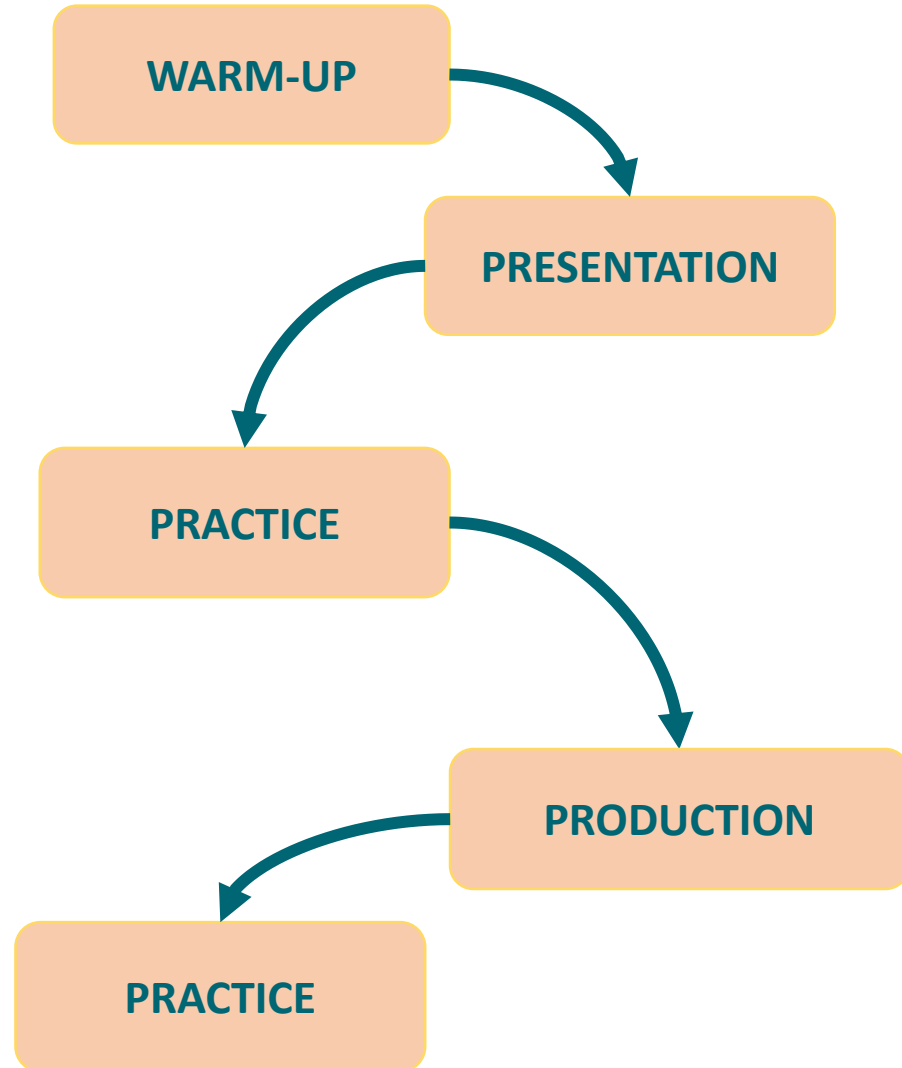 WARM-UP
PRESENTATION
PRACTICE
PRODUCTION
PRACTICE